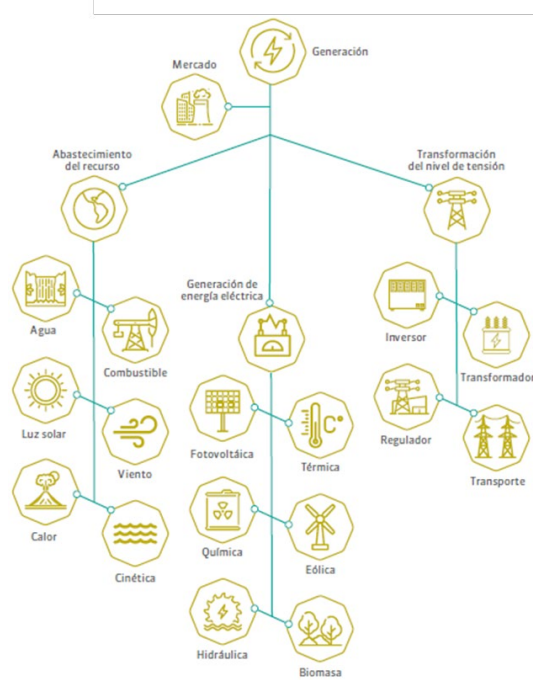 Generación
Mercado
Abastecimiento
del recurso
Transformación
del nivel de tensión
Generación de
energía eléctrica
Agua
Combustible
Luz solar
Viento
Calor
Cinética
Fotovoltáica
C°
Térmica
Química
Eólica
Hidráulica
Biomasa
Inversor
Transformador
Regulador
Transporte